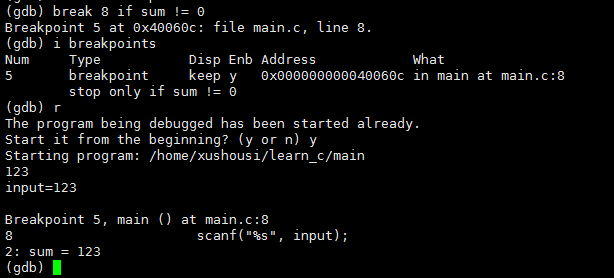 (gdb) break 8 if sum != 0
Breakpoint 5 at 0x40060c: file main.c, line 8.
(gdb) i breakpoints
Num     Type           Disp Enb Address            What
5       breakpoint     keep y   0x000000000040060c in main at main.c:8
        stop only if sum != 0
(gdb) r
The program being debugged has been started already.
Start it from the beginning? (y or n) y
Starting program: /home/xushousi/learn_c/main
123
input=123

Breakpoint 5, main () at main.c:8
8                       scanf("%s", input);
2: sum = 123
(gdb)